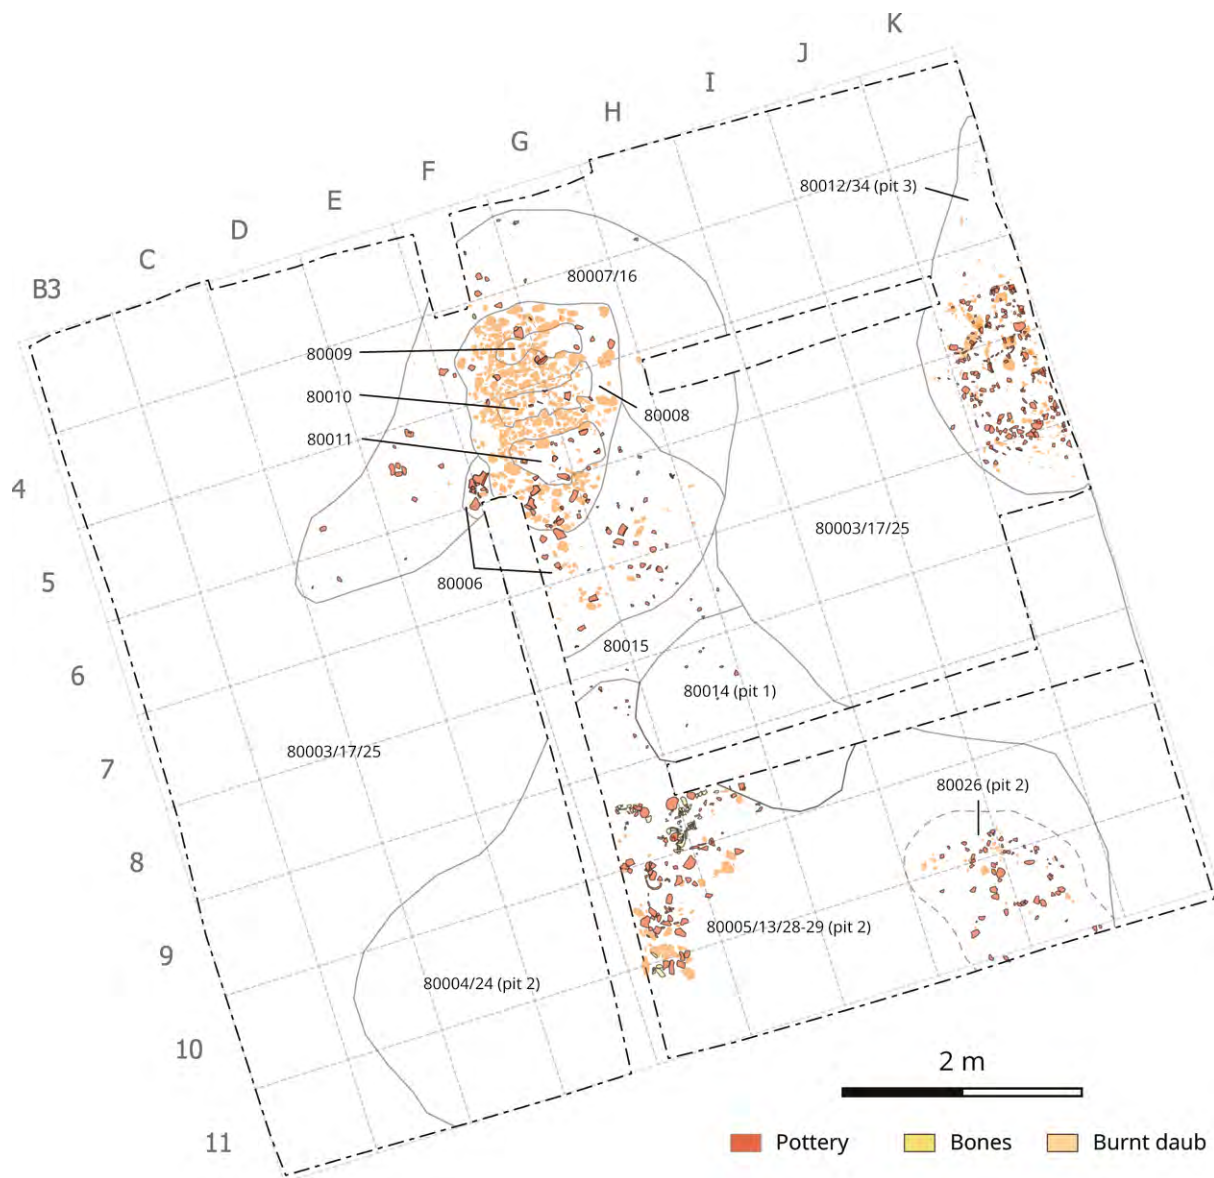 K
J
I
H
G
F
E
D
C
B3
80012/34 (pit 3)
80007/16
80009
80010
80008
80011
4
80003/17/25
5
80006
80015
6
80014 (pit 1)
80003/17/25
7
80026 (pit 2)
8
80005/13/28-29 (pit 2)
9
80004/24 (pit 2)
10
2 m
11
Pottery
Bones
Burnt daub